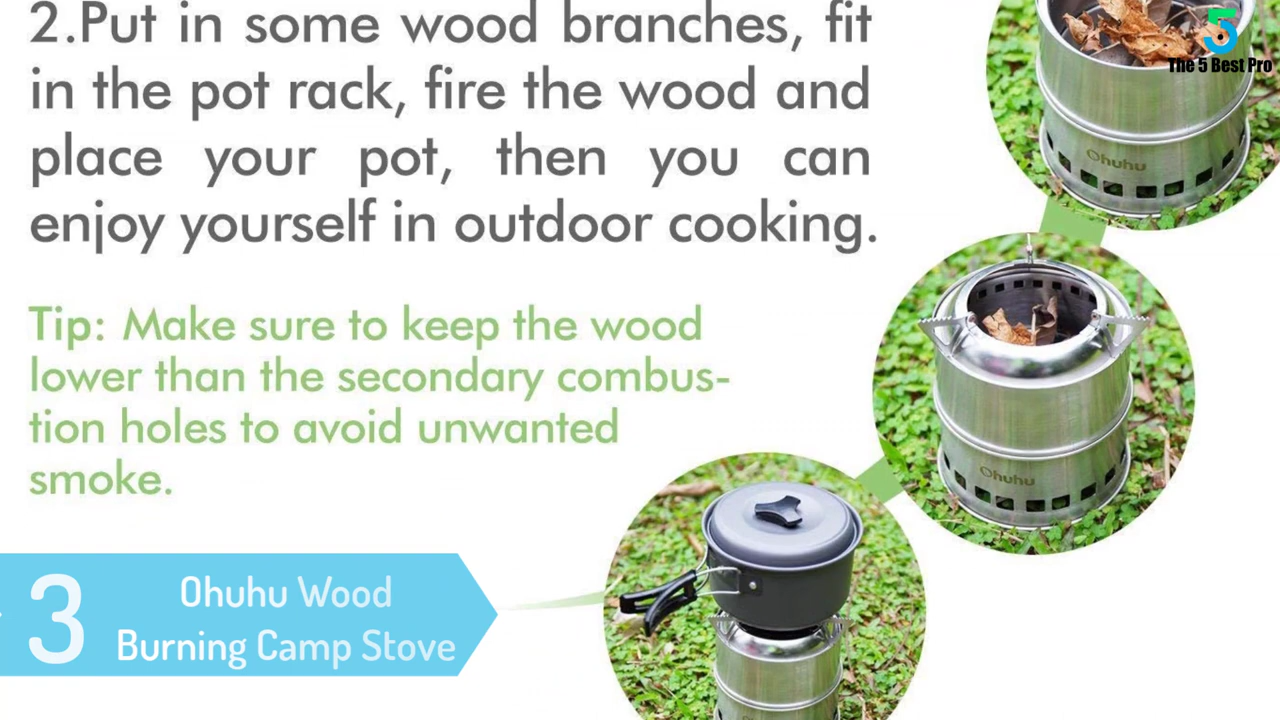 2.Put in some wood branches, fit
in the pot rack, fire the wood and
place your pot, then you can
enjoy yourself in outdoor cooking.
Tip: Make sure to keep the wood
lower than the secondary combus-
tion holes to avoid unwanted
smoke.
5
The 5 Best Pro
Ohuhu
Ohuhu
3
Ohuhu Wood
Burning Camp Stove